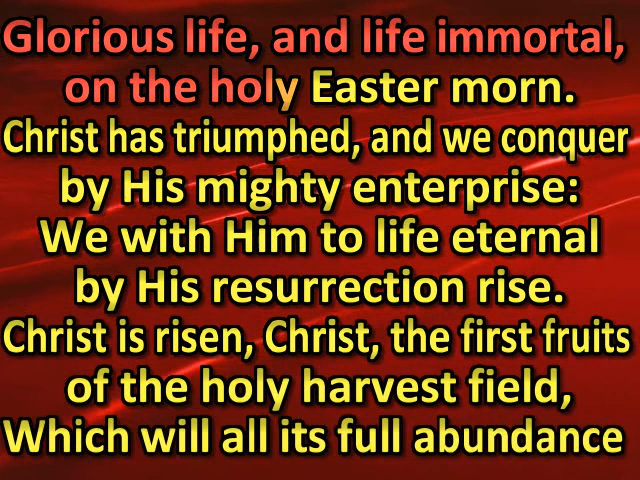 Glorious life, and life immortal,
on the holy Easter morn.
Christ has triumphed, and we conquer
by His mighty enterprise:
We with Him to life eternal
by His resurrection rise.
Christ is risen, Christ, the first fruits
of the holy harvest field,
Which will all its full abundance